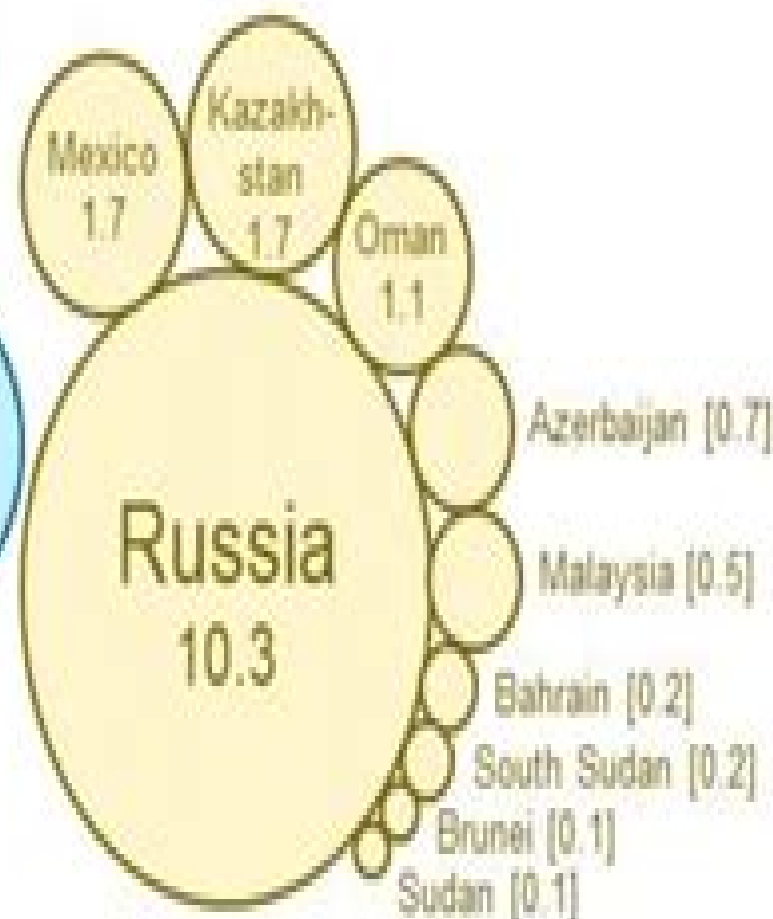 Mexico
1.7
Kazakh-
stan
1.7
Oman
1.1
Azerbaijan [0.7]
Russia
10.3
Malaysia [0.5]
Bahrain [0.2]
South Sudan [0.2]
Brunei [0.1]
Sudan [0.1]